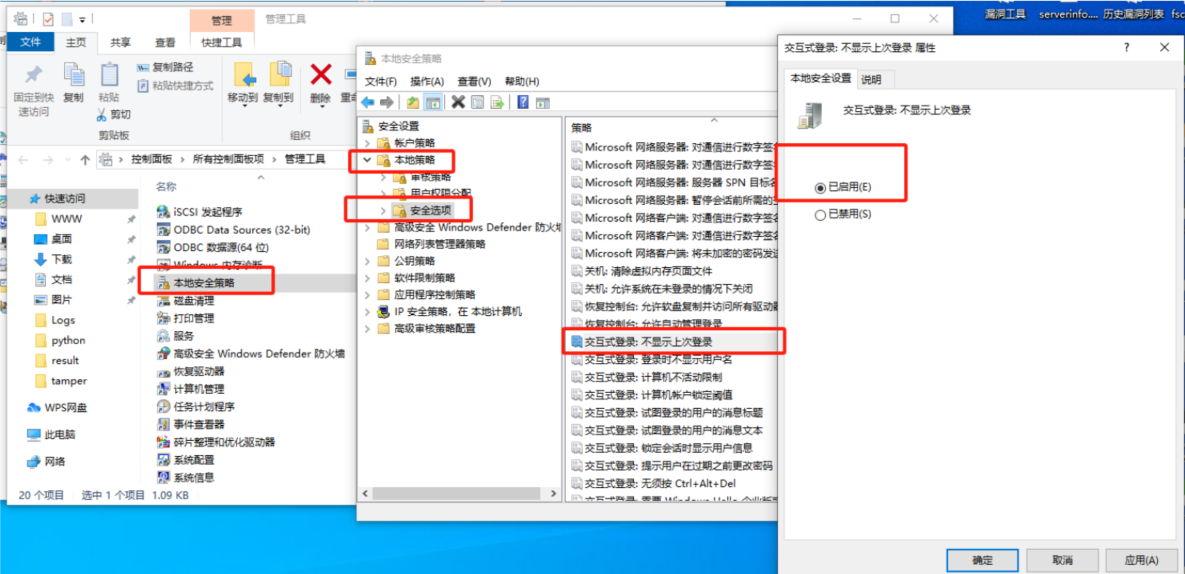 管理
管理工具
文件
主页
共享
查看
快捷工具
固定到快
速访问
复制
粘贴
复制路径
粘贴快捷方式
剪切
移动到
复制到
删除
剪贴板
组织
控制面板
所有控制面板项
管理工具
快速访问
WWW
桌面
下载
文档
图片
Logs
python
result
tamper
WPS网盘
此电脑
网络
名称
iSCSI 发起程序
ODBC Data Sources (32-bit)
ODBC 数据源(64 位)
Windows 内存诊断
本地安全策略
磁盘清理
打印管理
服务
高级安全 Windows Defender 防火墙
恢复驱动器
计算机管理
任务计划程序
事件查看器
碎片整理和优化驱动器
系统配置
系统信息
20 个项目
选中 1 个项目 1.09 KB
本地安全策略
文件(F)
操作(A)
查看(V)
帮助(H)
安全设置
帐户策略
本地策略
审核策略
用户权限分配
安全选项
高级安全 Windows Defender 防火
网络列表管理器策略
公钥策略
软件限制策略
应用程序控制策略
IP 安全策略，在 本地计算机
高级审核策略配置
策略
Microsoft 网络服务器: 对通信进行数字签
Microsoft 网络服务器: 对通信进行数字签
Microsoft 网络服务器: 服务器 SPN 目标
Microsoft 网络服务器: 暂停会话前所需的
Microsoft 网络客户端: 对通信进行数字签
Microsoft 网络客户端: 对通信进行数字签
Microsoft 网络客户端: 将未加密的密码发
关机: 清除虚拟内存页面文件
关机: 允许系统在未登录的情况下关闭
恢复控制台: 允许软盘复制并访问所有驱动
恢复控制台: 允许自动管理登录
交互式登录: 不显示上次登录
交互式登录: 登录时不显示用户名
交互式登录: 计算机不活动限制
交互式登录: 计算机帐户锁定阈值
交互式登录: 试图登录的用户的消息标题
交互式登录: 试图登录的用户的消息文本
交互式登录: 锁定会话时显示用户信息
交互式登录: 提示用户在过期之前更改密码
交互式登录: 无须按 Ctrl+Alt+Del
漏洞工具
serverinfo....
历史漏洞列表
交互式登录: 不显示上次登录 属性
?
本地安全设置
说明
交互式登录: 不显示上次登录
已启用(E)
已禁用(S)
确定
取消
应用(A)